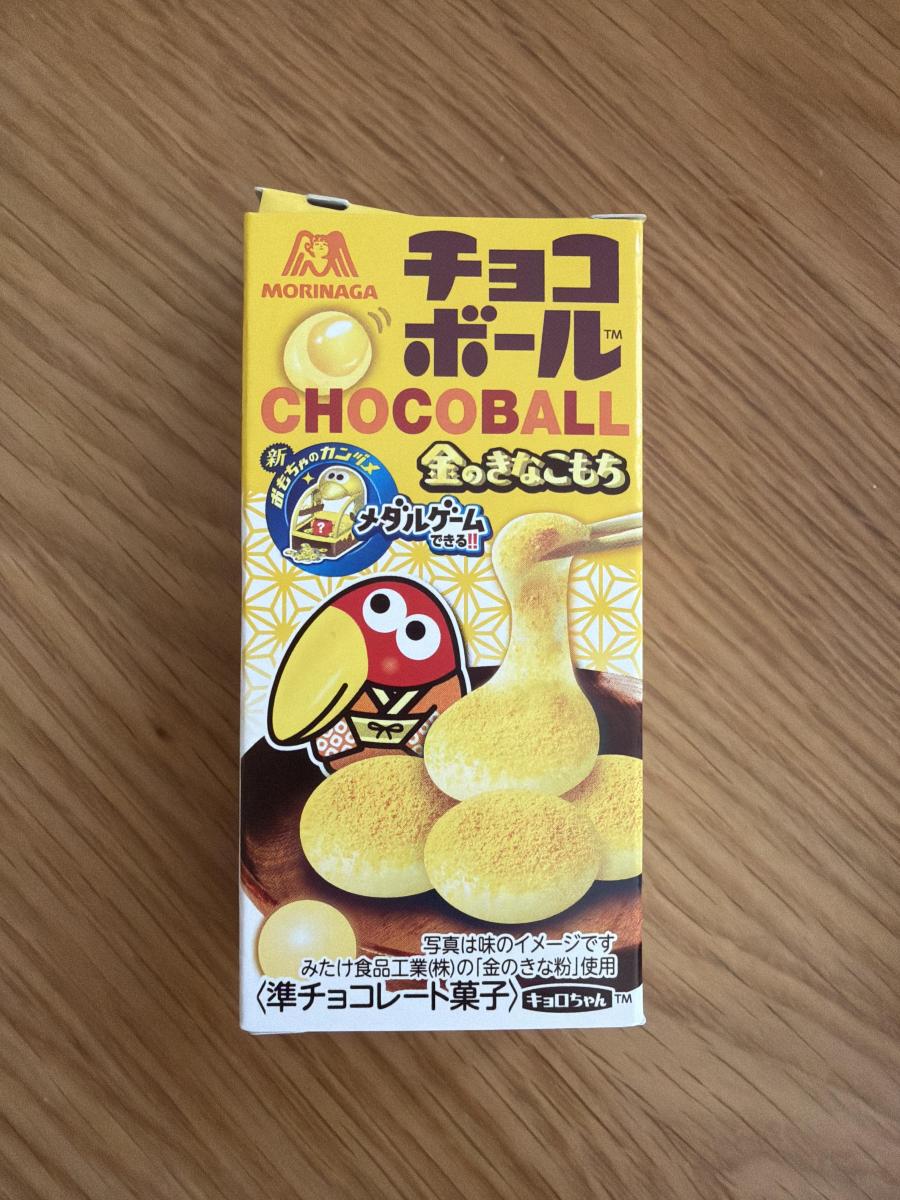 MORINAGA
チョコ
ボール™
CHOCOBALL
金のきなこもち
新
おもちゃのカンヅメ
?
メダルゲーム
できる!!
写真は味のイメージです
みたけ食品工業(株)の「金のきな粉」使用
〈準チョコレート菓子〉 キョロちゃん™